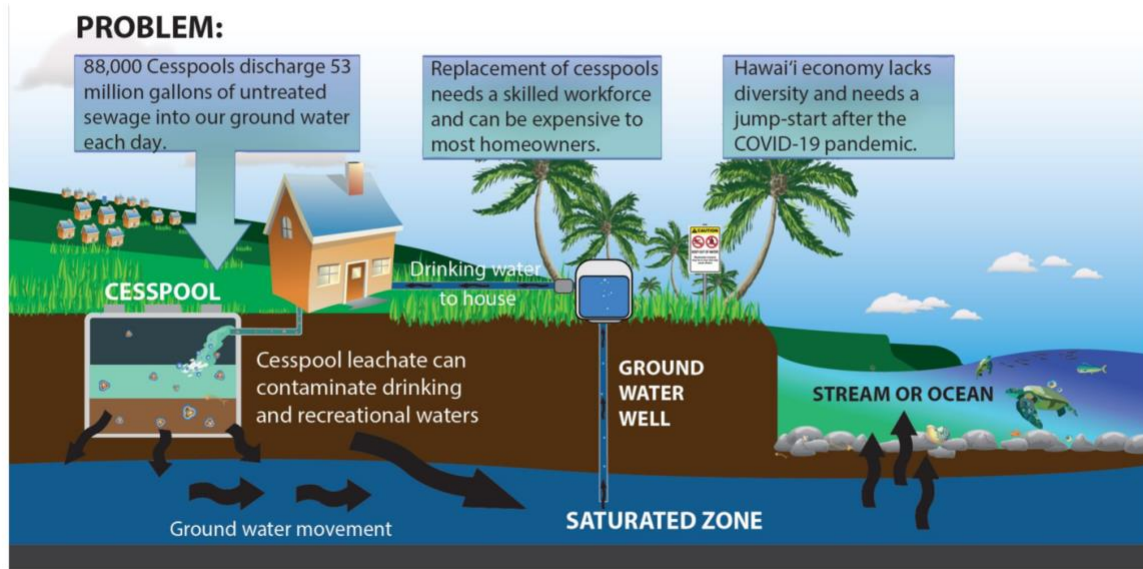 PROBLEM:
88,000 Cesspools discharge 53
million gallons of untreated
sewage into our ground water
each day.
Replacement of cesspools
needs a skilled workforce
and can be expensive to
most homeowners.
Hawai‘i economy lacks
diversity and needs a
jump-start after the
COVID-19 pandemic.
CAUTION
Drinking water
to house
CESSPOOL
Cesspool leachate can
contaminate drinking
and recreational waters
GROUND
WATER
WELL
STREAM OR OCEAN
Ground water movement
SATURATED ZONE